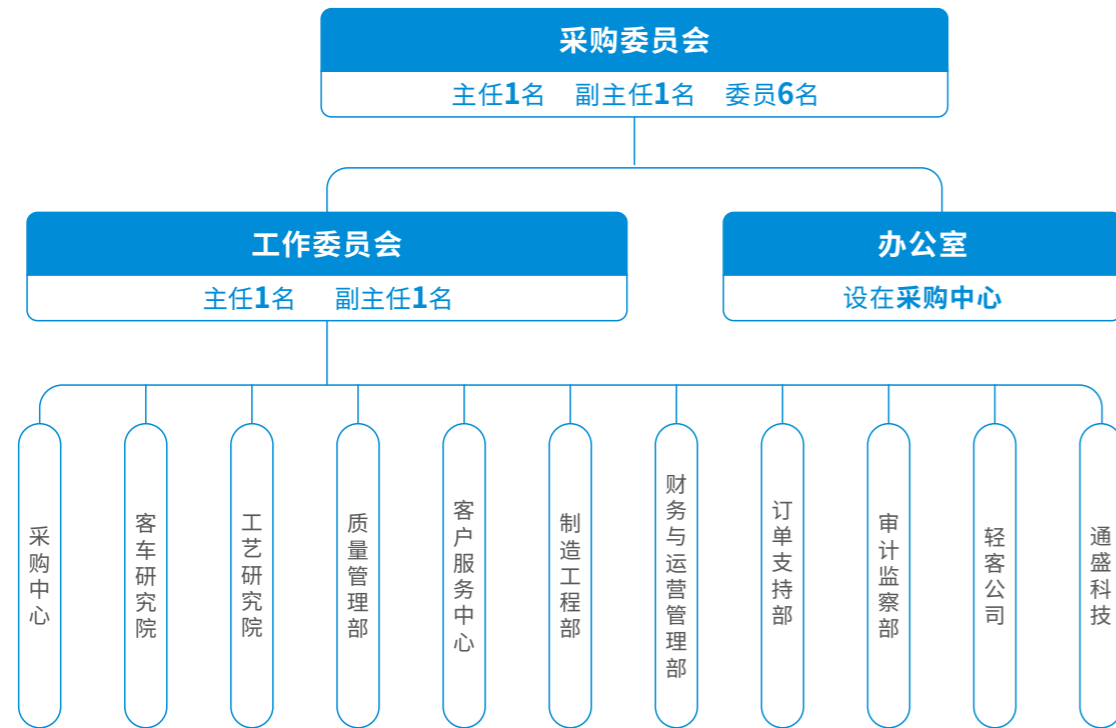 采购委员会
主任1名 副主任1名 委员6名
工作委员会
主任1名 副主任1名
办公室
设在采购中心
采购中心
客车研究院
工艺研究院
质量管理部
客户服务中心
制造工程部
财务与运营管理部
订单支持部
审计监察部
轻客公司
通盛科技